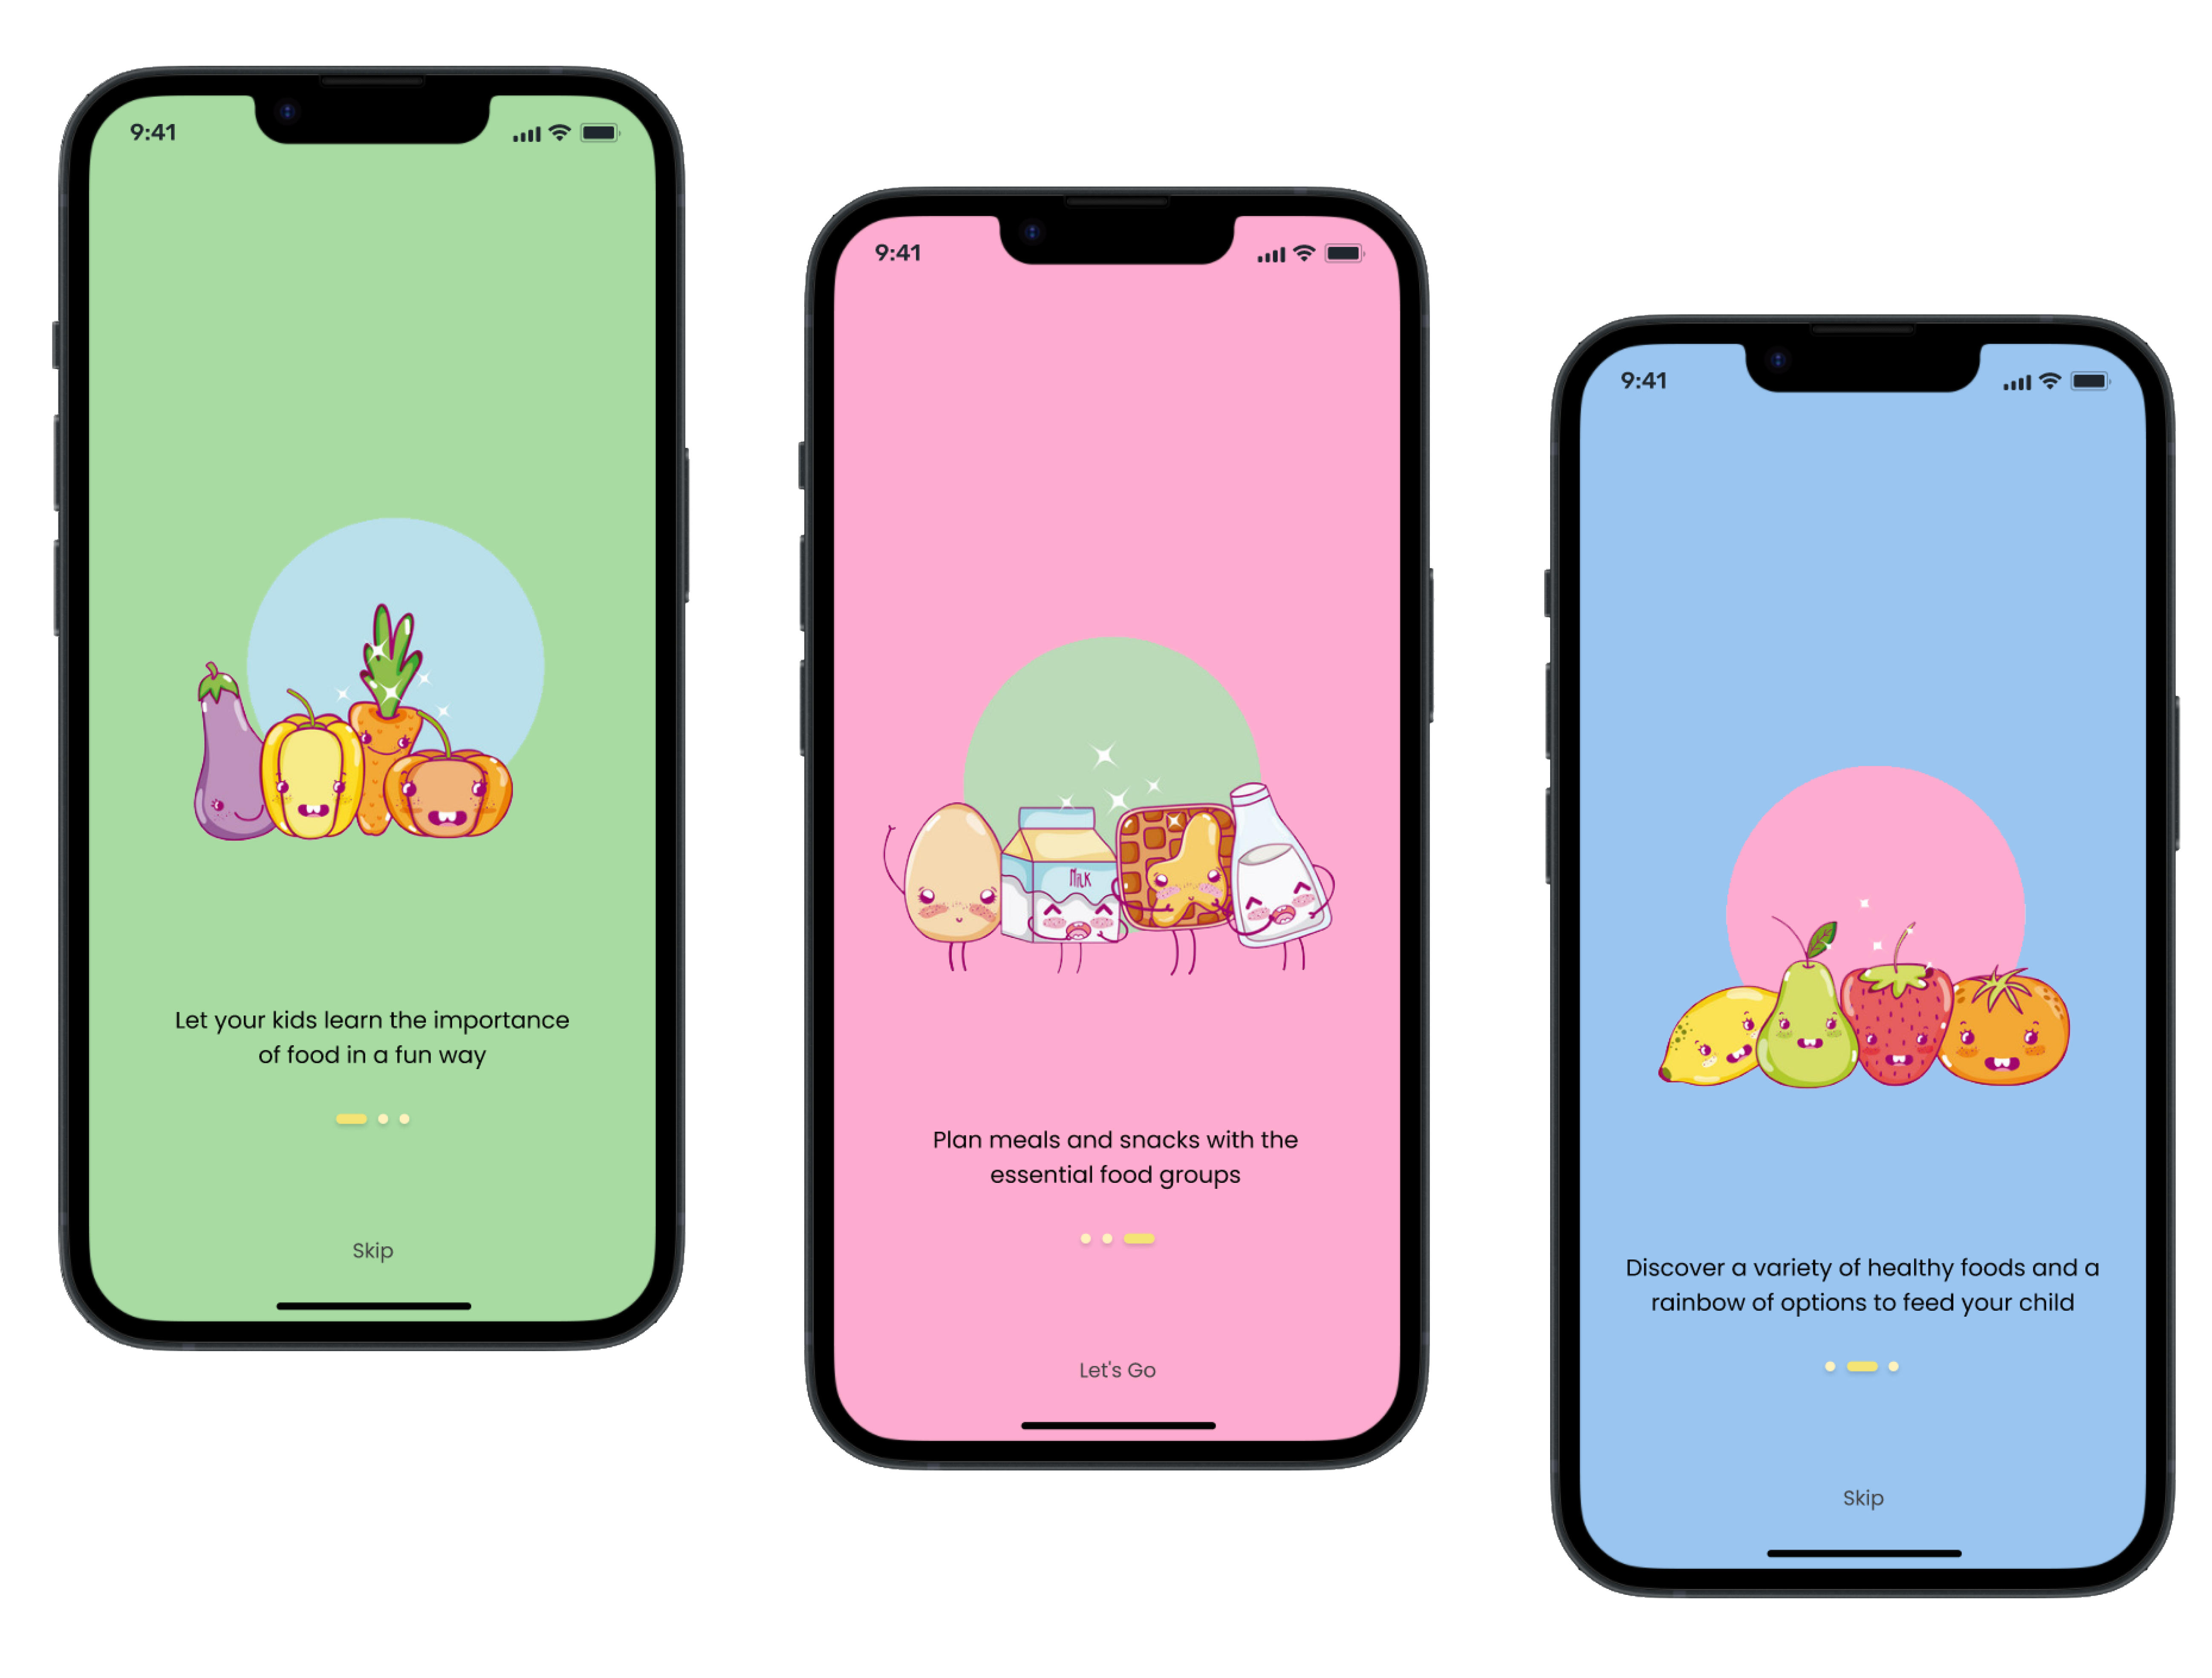 9:41
Let your kids learn the importance
of food in a fun way
Skip
9:41
MILK
Plan meals and snacks with the
essential food groups
Let's Go
9:41
Discover a variety of healthy foods and a
rainbow of options to feed your child
Skip